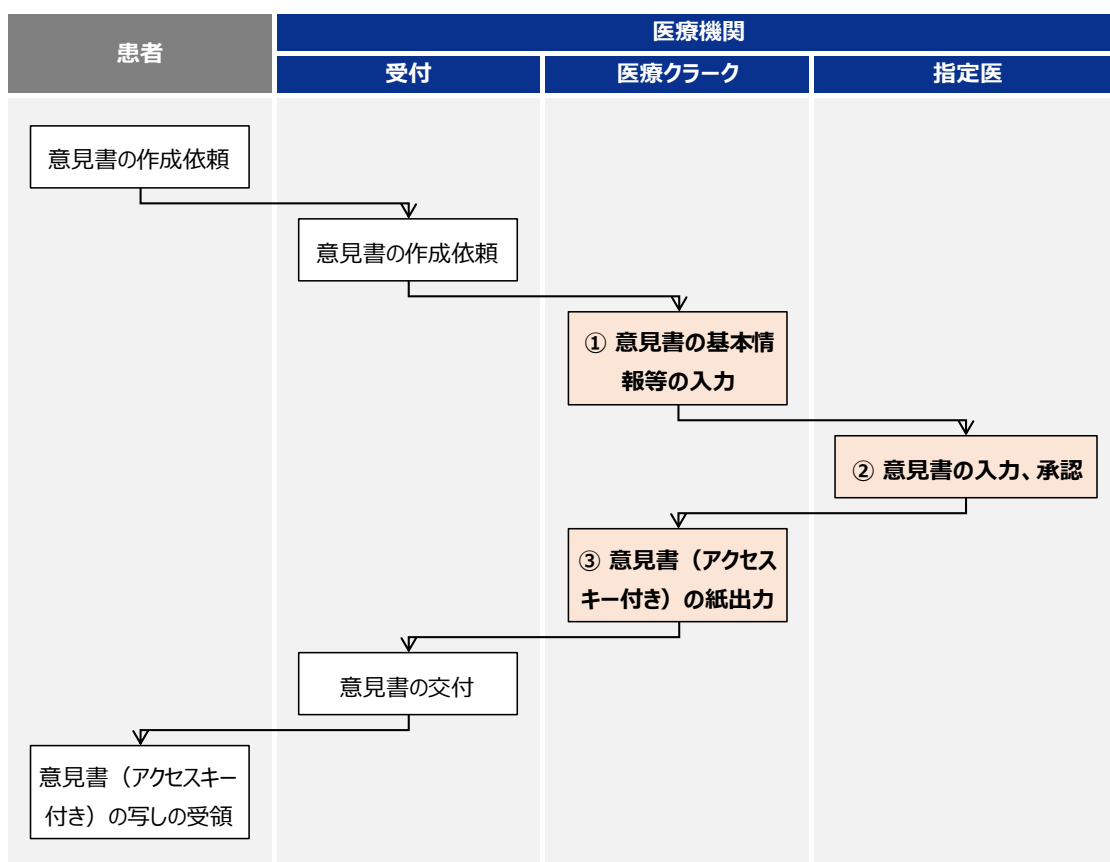 患者
医療機関
受付
医療クラーク
指定医
意見書の作成依頼
意見書の作成依頼
① 意見書の基本情
報等の入力
② 意見書の入力、承認
③ 意見書（アクセス
キー付き）の紙出力
意見書の交付
意見書（アクセスキー
付き）の写しの受領